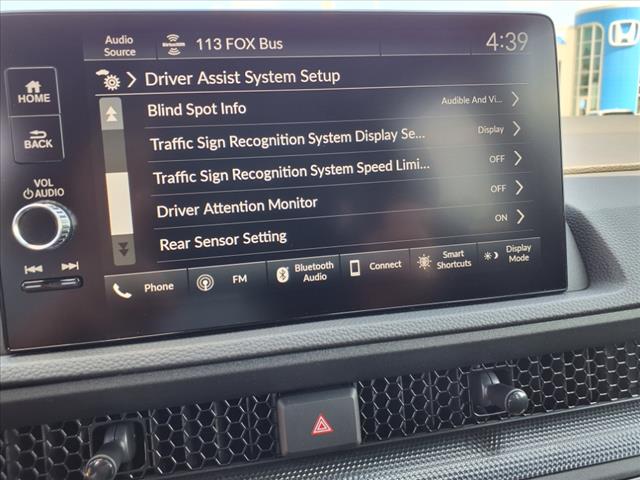 Audio
Source
SiriusXM
113 FOX Bus
4:39
HOME
Driver Assist System Setup
Blind Spot Info
Audible And Vi...
BACK
Traffic Sign Recognition System Display Se...
Display
Traffic Sign Recognition System Speed Limi...
OFF
VOL
AUDIO
Driver Attention Monitor
OFF
Rear Sensor Setting
ON
Phone
FM
Bluetooth
Audio
Connect
Smart
Shortcuts
Display
Mode
HONDA